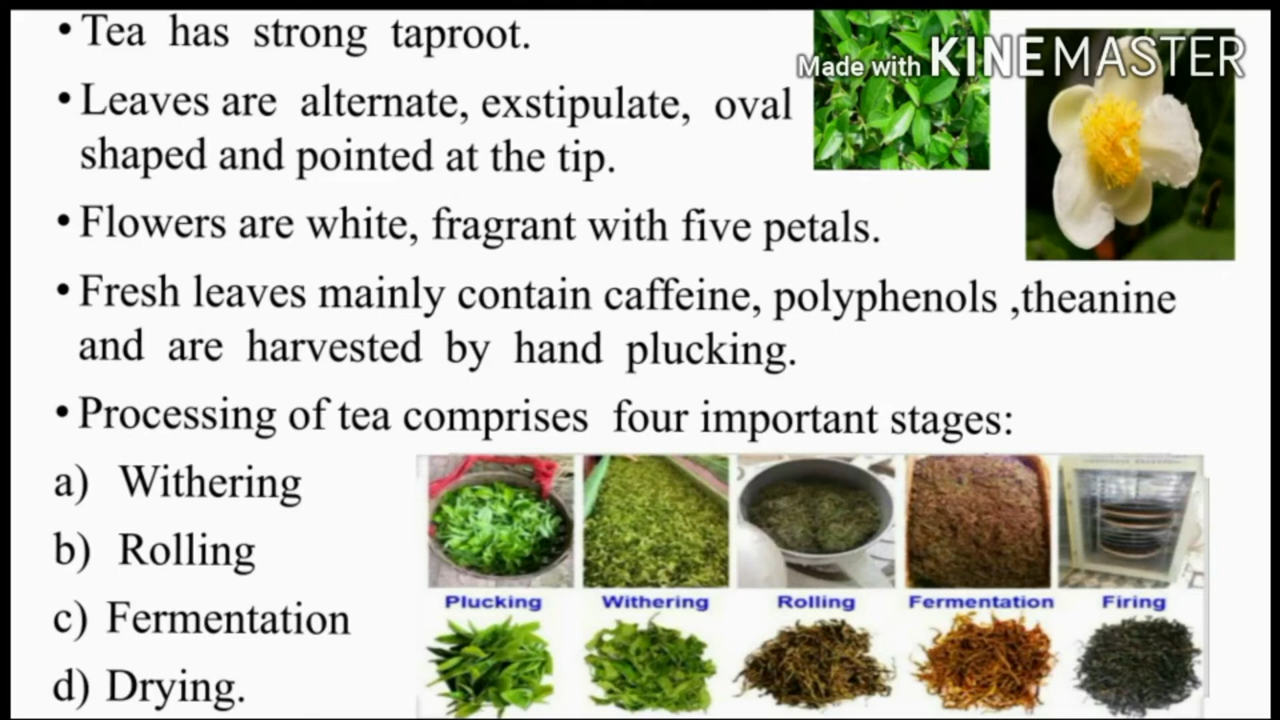 •Tea has strong taproot.
Made with KINEMASTER
•Leaves are alternate, exstipulate, oval
shaped and pointed at the tip.
•Flowers are white, fragrant with five petals.
•Fresh leaves mainly contain caffeine, polyphenols ,theanine
and are harvested by hand plucking.
•Processing of tea comprises four important stages:
a) Withering
b) Rolling
c) Fermentation
d) Drying.
Plucking Withering Rolling Fermentation Firing